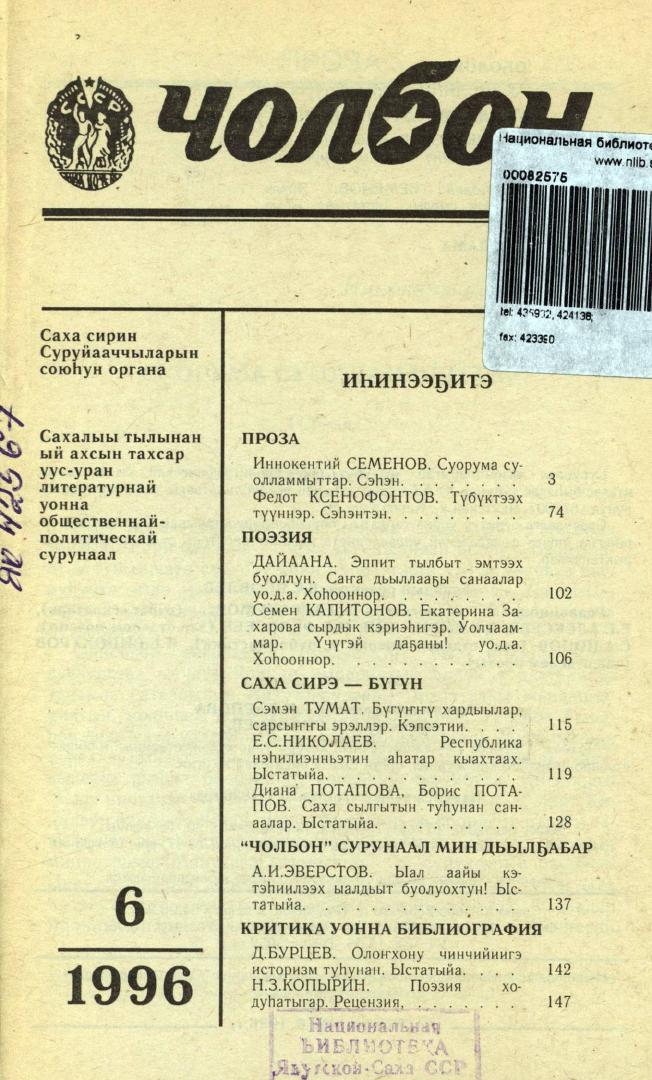 СССР
ЧОЛБОН
Национальная
www.nlib.
00082575
tel: 424138;
fax: 423390
Саха сирин
Суруйааччыларын
союһун органа
Сахалыы тылынан
ый ахсын тахсар
уус-уран
литературнай
уонна
общественнай-
политическай
сурунаал
6
1996
ИҺИНЭЭҔИТЭ
ПРОЗА
Иннокентий СЕМЕНОВ. Суорума су-
олламмыттар. Сэһэн. . . . . . . . 3
Федот КСЕНОФОНТОВ. Түбүктээх
түүннэр. Сэһэнтэн. . . . . . . . 74
ПОЭЗИЯ
ДАЙААНА. Эппит тылбыт эмтээх
буоллун. Саҥа дьыллааҕы санаалар
уо.д.а. Хоһооннор. . . . . . . . 102
Семен КАПИТОНОВ. Екатерина За-
харова сырдык кэриэһигэр. Уолчаам-
мар. Үчүгэй даҕаны! уо.д.а.
Хоһооннор. . . . . . . . . . . 106
САХА СИРЭ — БҮГҮН
Сэмэн ТУМАТ. Бүгүҥҥү хардыылар,
сарсыҥҥы эрэллэр. Кэпсэтии. . . . 115
Е.С.НИКОЛАЕВ. Республика
нэһилиэнньэтин аһатар кыахтаах.
Ыстатыйа. . . . . . . . . . . . 119
Диана ПОТАПОВА, Борис ПОТА-
ПОВ. Саха сылгытын туһунан сан-
аалар. Ыстатыйа. . . . . . . . . 128
"ЧОЛБОН" СУРУНААЛ МИН ДЬЫЛҔАБАР
А.И.ЭВЕРСТОВ. Ыал аайы кэ-
тэһиилээх ыалдьыт буолуохтун! Ыс-
татыйа. . . . . . . . . . . . . 137
КРИТИКА УОННА БИБЛИОГРАФИЯ
Д.БУРЦЕВ. Олоҥхону чинчийиигэ
историзм туһунан. Ыстатыйа. . . . 142
Н.З.КОПЫРИН. Поэзия хо-
дуһатыгар. Рецензия, . . . . . . . 147
Национальная
БИБЛИОТЕКА
Якутской-Саха ССР